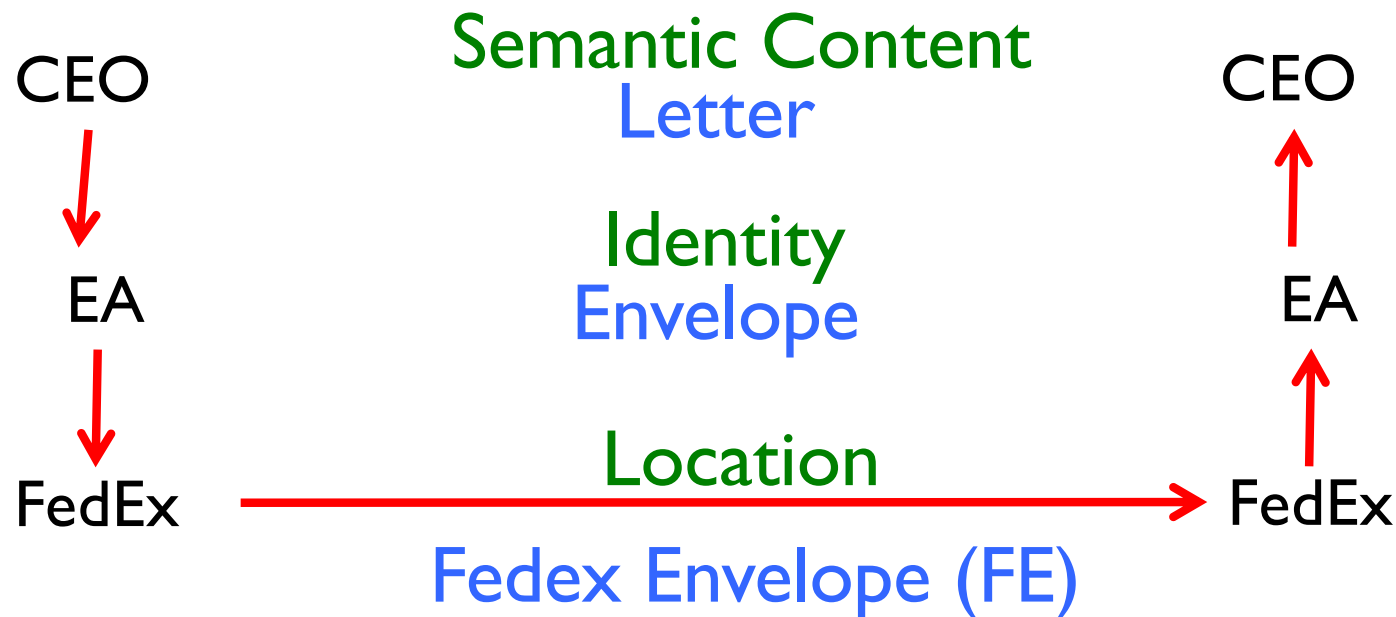 Semantic Content
CEO
CEO
Letter
Identity
EA
Envelope
EA
Location
FedEx
FedEx
Fedex Envelope (FE)